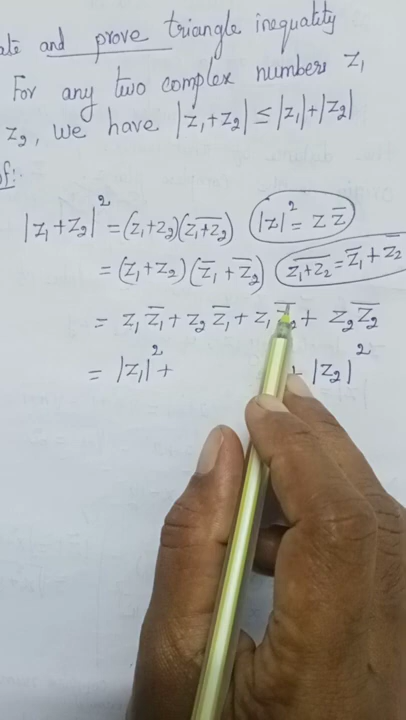 and prove triangle inequality
For any two complex numbers z₁
z₂, we have |z₁+z₂| ≤ |z₁|+|z₂|
|z₁+z₂|² = (z₁+z₂)(z̅₁̅+̅z̅₂̅) |z|² = z z̅
= (z₁+z₂)(z̅₁+z̅₂) z̅₁̅+̅z̅₂̅ = z̅₁+z̅₂
= z₁z̅₁ + z₂z̅₁ + z₁z̅₂ + z₂z̅₂
= |z₁|² + + |z₂|²